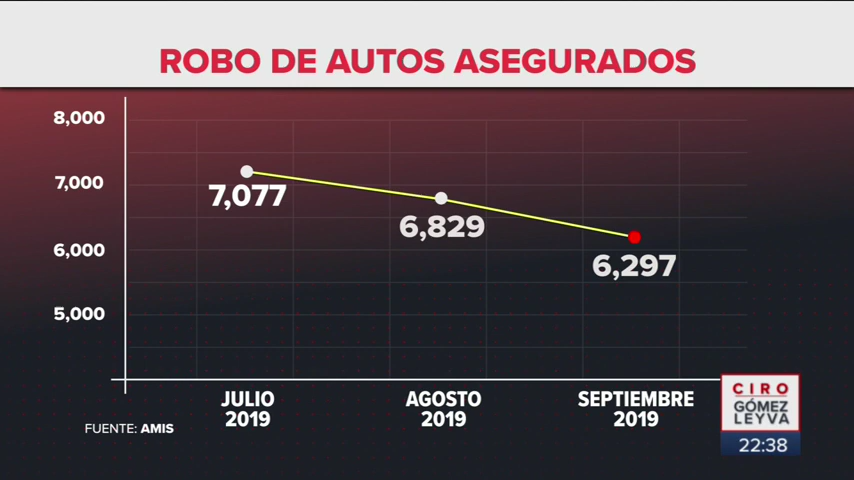 ROBO DE AUTOS ASEGURADOS
8,000
7,000
6,000
5,000
7,077
6,829
6,297
JULIO
2019
AGOSTO
2019
SEPTIEMBRE
2019
FUENTE: AMIS
CIRO
GÓMEZ
LEYVA
22:38